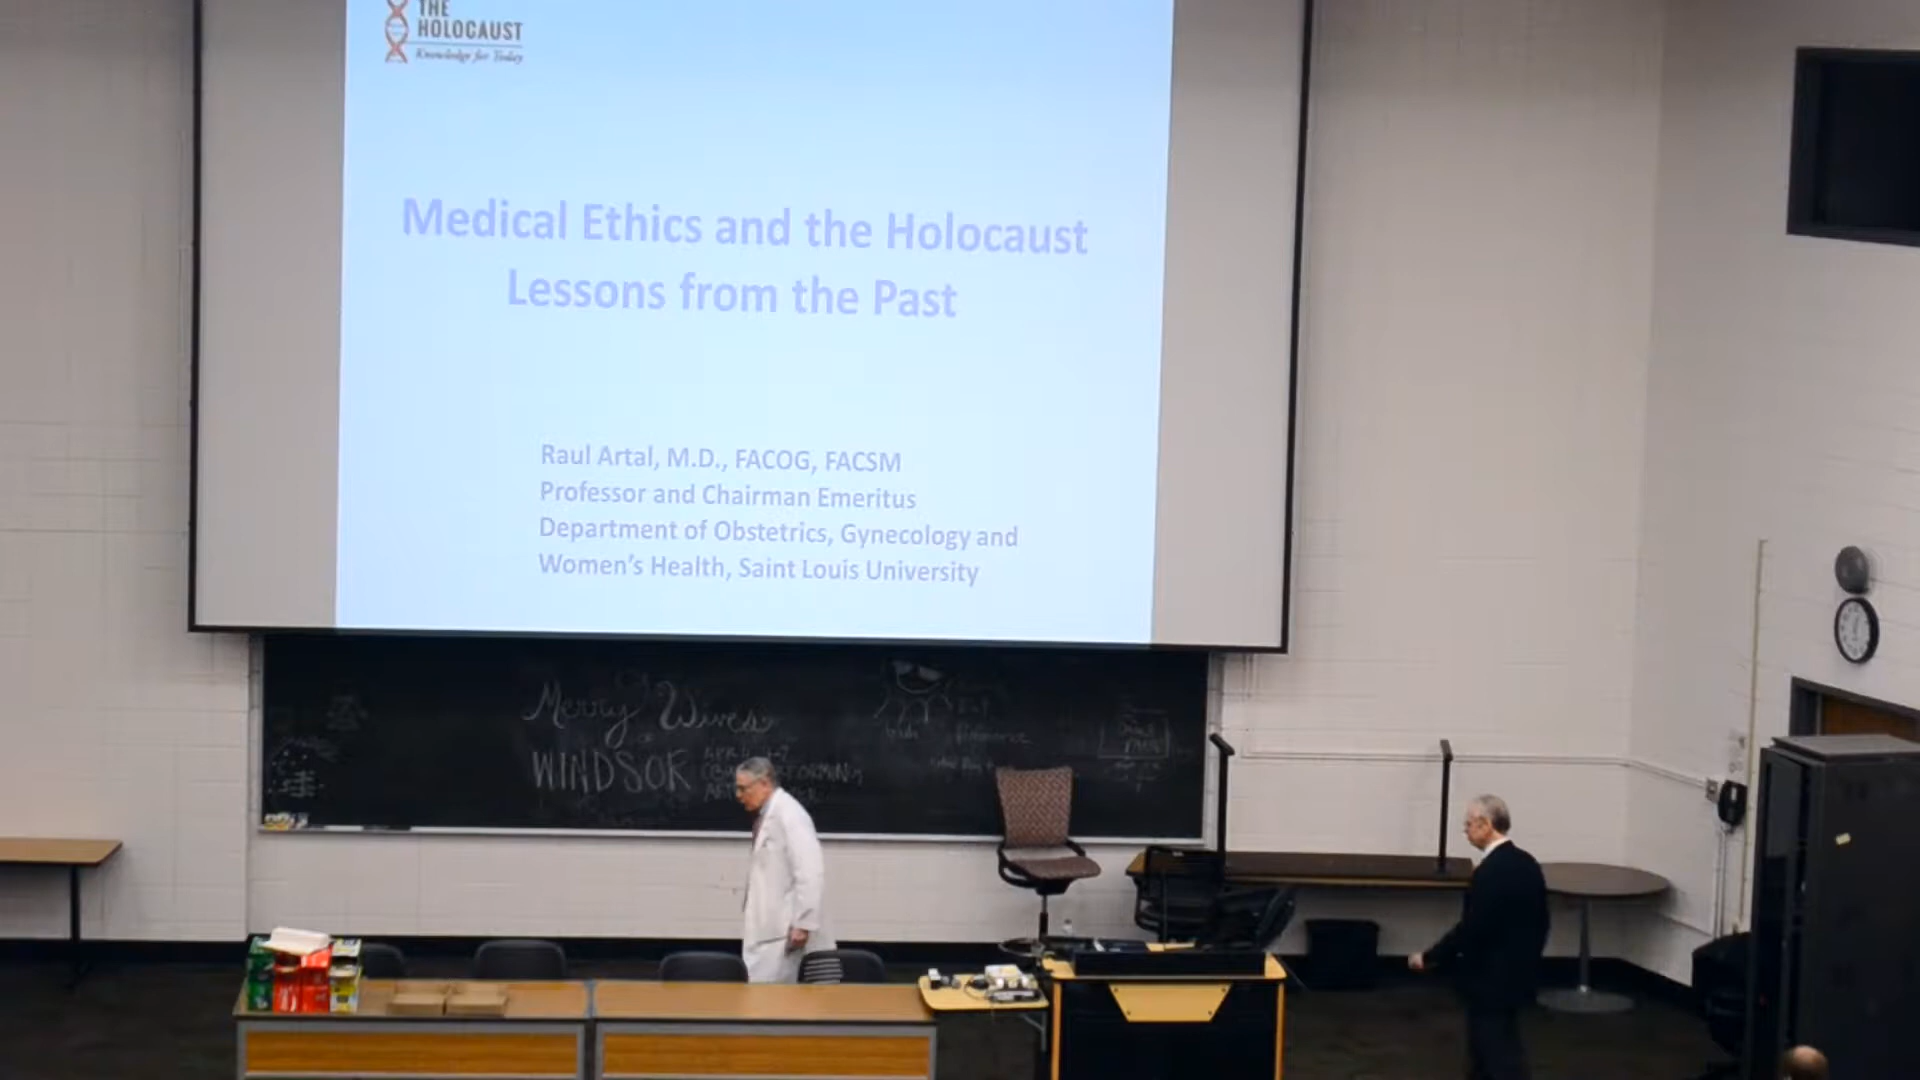 THE
HOLOCAUST
Knowledge for Today
Medical Ethics and the Holocaust
Lessons from the Past
Raul Artal, M.D., FACOG, FACSM
Professor and Chairman Emeritus
Department of Obstetrics, Gynecology and
Women's Health, Saint Louis University
Merry Wives
WINDSOR